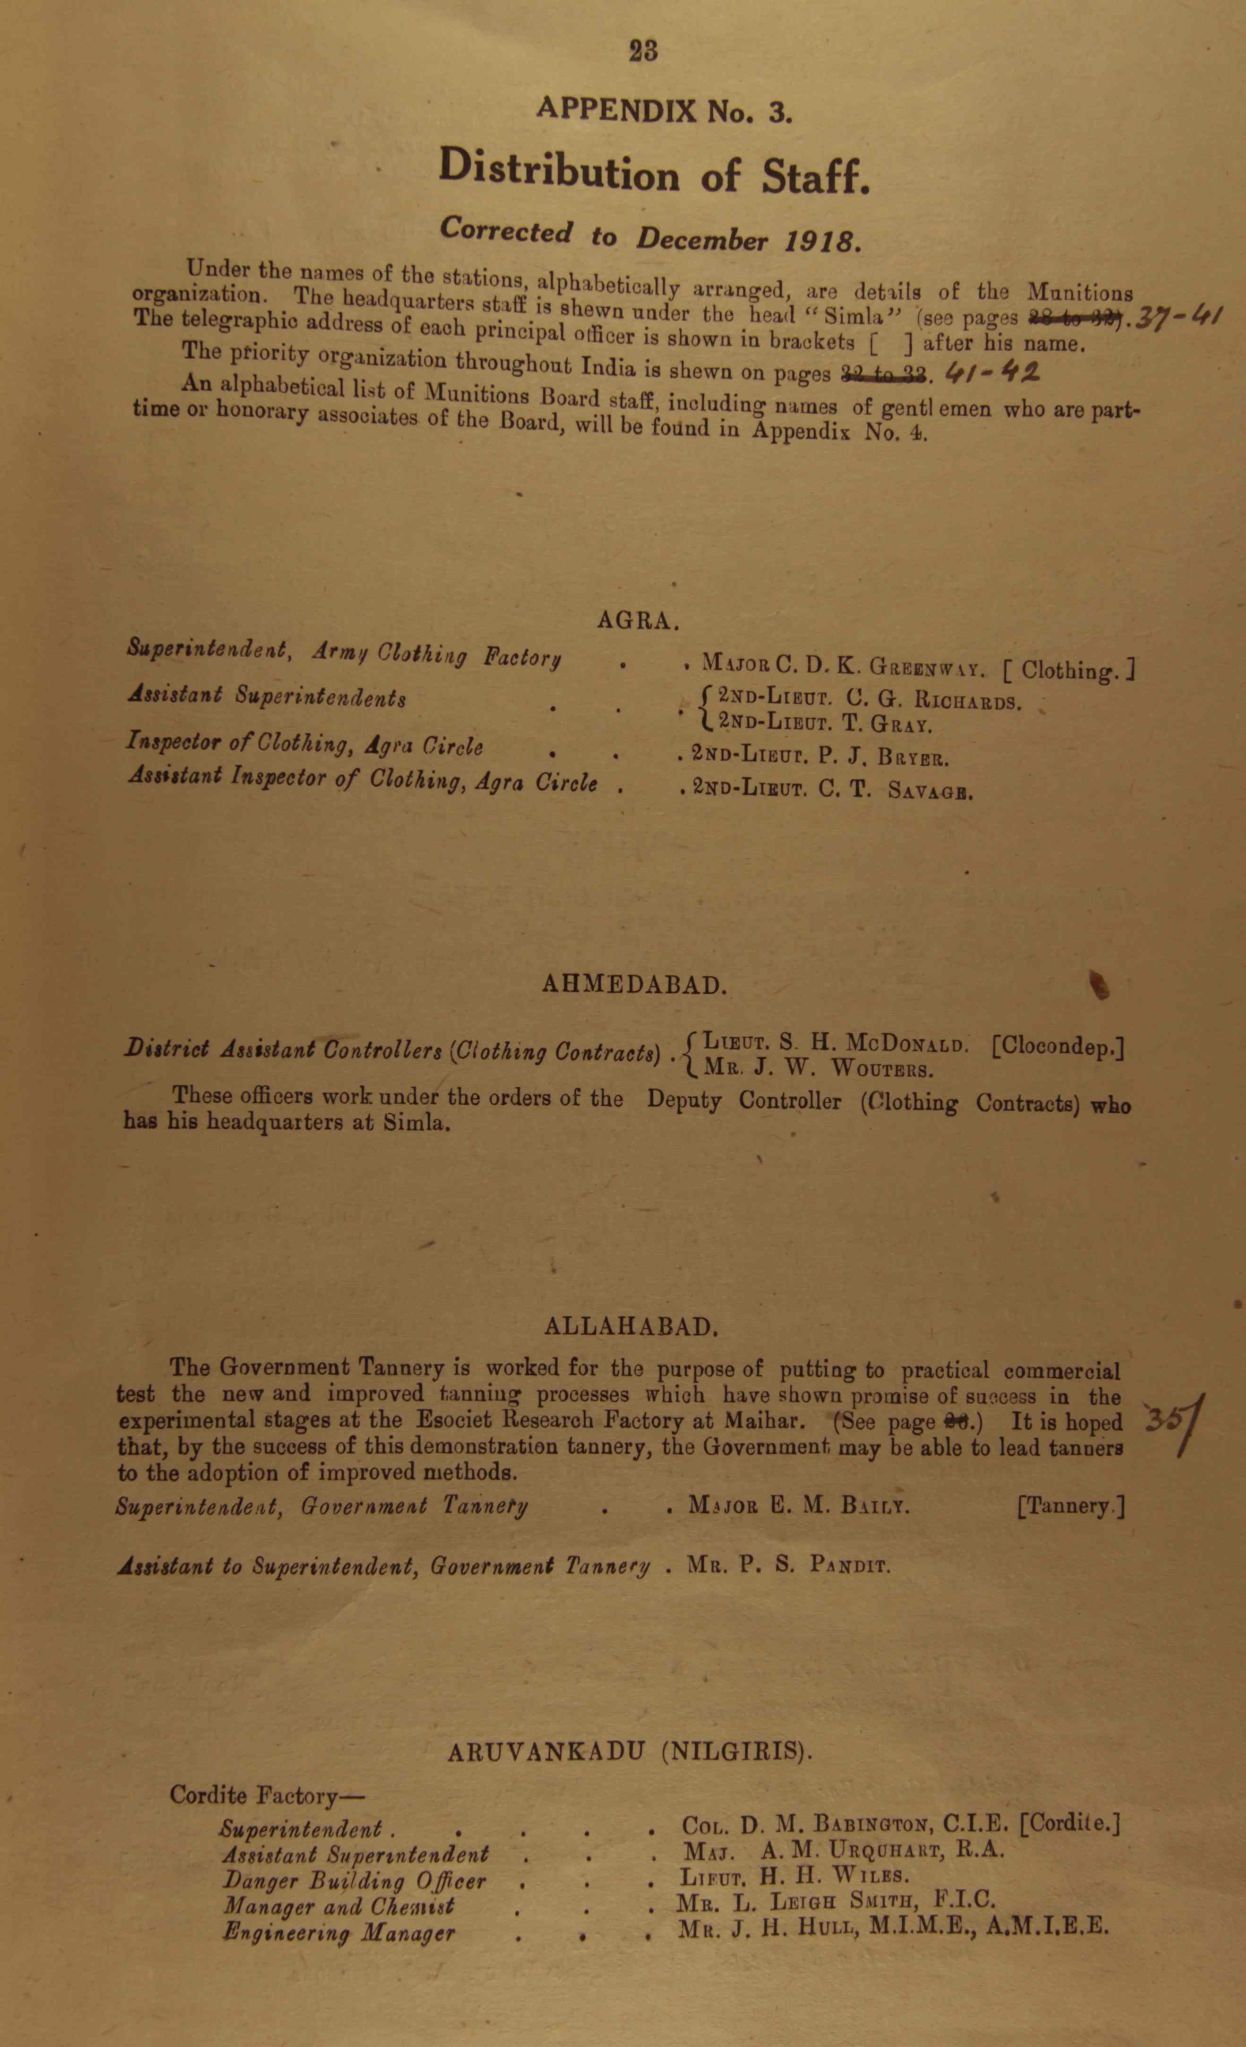 23
APPENDIX No. 3.
Distribution of Staff.
Corrected to December 1918.
Under the names of the stations, alphabetically arranged, are details of the Munitions
organization. The headquarters staff is shewn under the head "Simla" (see pages 28 to 32). 37-41
The telegraphic address of each principal officer is shown in brackets [ ] after his name.
The priority organization throughout India is shewn on pages 32 to 33. 41-42
An alphabetical list of Munitions Board staff, including names of gentlemen who are part-
time or honorary associates of the Board, will be found in Appendix No. 4.
AGRA.
Superintendent, Army Clothing Factory . . MAJOR C. D. K. GREENWAY. [ Clothing. ]
Assistant Superintendents . . . { 2ND-LIEUT. C. G. RICHARDS.
2ND-LIEUT. T. GRAY.
Inspector of Clothing, Agra Circle . . . 2ND-LIEUT. P. J. BRYER.
Assistant Inspector of Clothing, Agra Circle . . 2ND-LIEUT. C. T. SAVAGE.
AHMEDABAD.
District Assistant Controllers (Clothing Contracts) . { LIEUT. S. H. MCDONALD. [Clocondep.]
MR. J. W. WOUTERS.
These officers work under the orders of the Deputy Controller (Clothing Contracts) who
has his headquarters at Simla.
ALLAHABAD.
The Government Tannery is worked for the purpose of putting to practical commercial
test the new and improved tanning processes which have shown promise of success in the
experimental stages at the Esociet Research Factory at Maihar. (See page .) It is hoped 35/
that, by the success of this demonstration tannery, the Government may be able to lead tanners
to the adoption of improved methods.
Superintendent, Government Tannery . . MAJOR E. M. BAILY. [Tannery.]
Assistant to Superintendent, Government Tannery . MR. P. S. PANDIT.
ARUVANKADU (NILGIRIS).
Cordite Factory—
Superintendent . . . . . COL. D. M. BABINGTON, C.I.E. [Cordite.]
Assistant Superintendent . . . MAJ. A. M. URQUHART, R.A.
Danger Building Officer . . . LIEUT. H. H. WILES.
Manager and Chemist . . . MR. L. LEIGH SMITH, F.I.C.
Engineering Manager . . . MR. J. H. HULL, M.I.M.E., A.M.I.E.E.